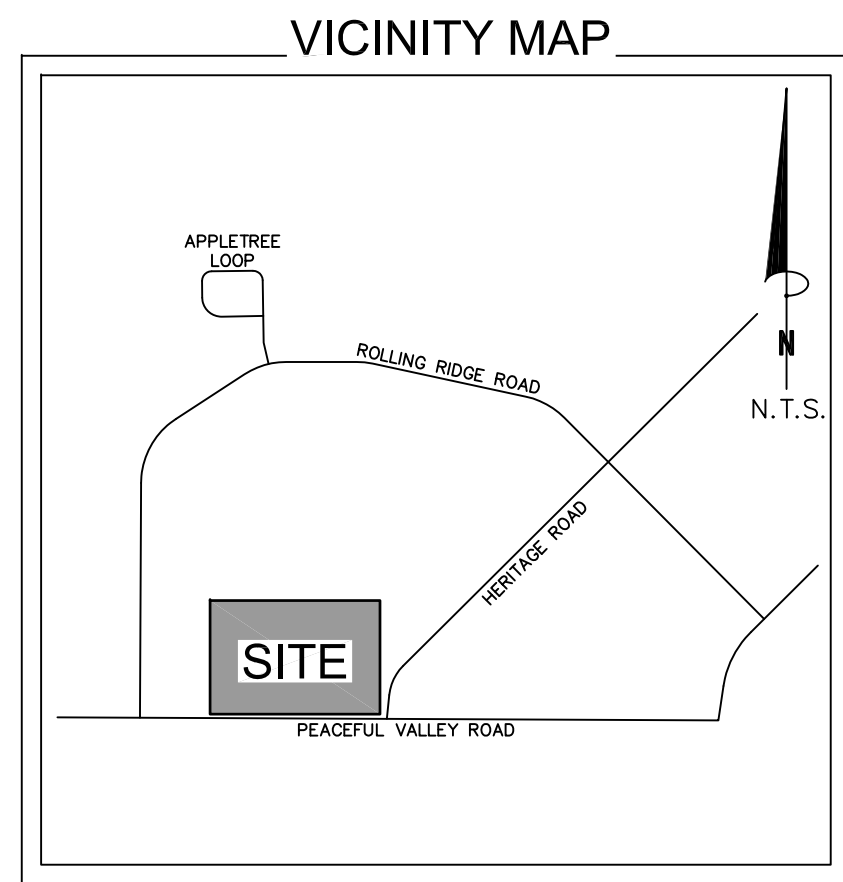 VICINITY MAP
APPLETREE
LOOP
ROLLING RIDGE ROAD
N
N.T.S.
HERITAGE ROAD
SITE
PEACEFUL VALLEY ROAD